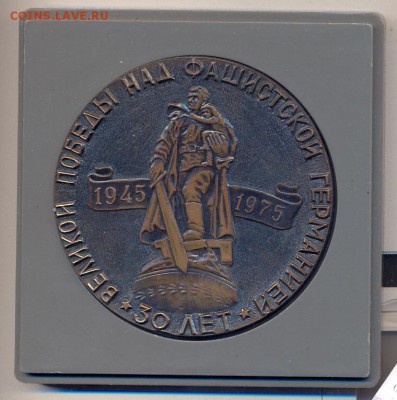 COINS.LAVE.RU
ВЕЛИКОЙ ПОБЕДЫ НАД ФАШИСТСКОЙ ГЕРМАНИЕЙ
1945 1975
★ 30 ЛЕТ ★